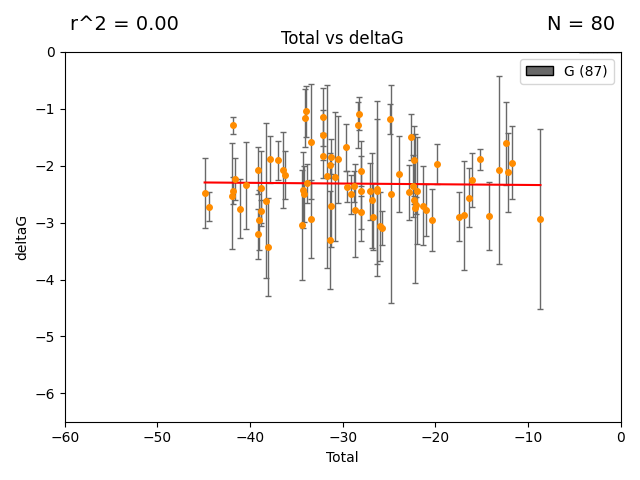 r^2 = 0.00
N = 80
Total vs deltaG
G (87)
0
−1
−2
−3
−4
−5
−6
deltaG
−60 −50 −40 −30 −20 −10 0
Total